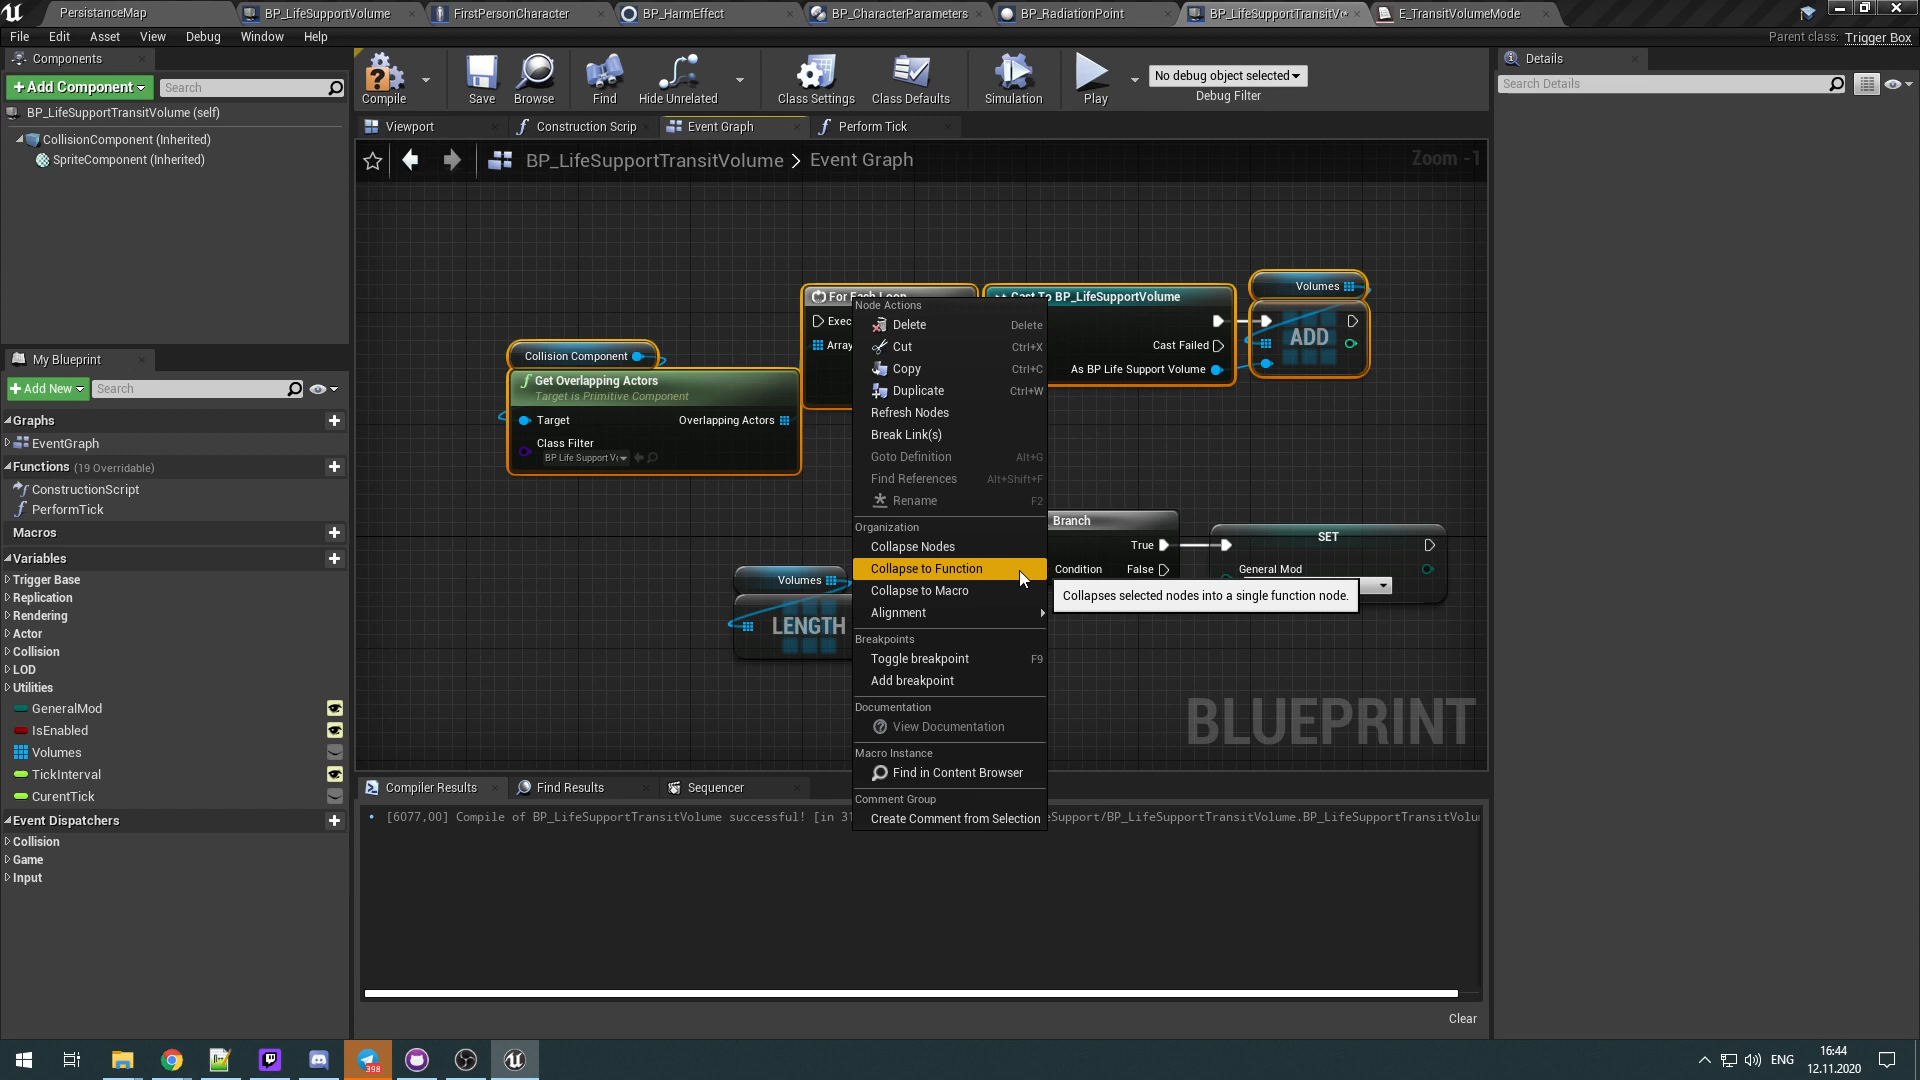 PersistanceMap
BP_LifeSupportVolume
FirstPersonCharacter
BP_HarmEffect
BP_CharacterParameters
BP_RadiationPoint
BP_LifeSupportTransitVo
E_TransitVolumeMode
File Edit Asset View Debug Window Help
Parent class: Trigger Box
Components
+Add Component
Search
BP_LifeSupportTransitVolume (self)
CollisionComponent (Inherited)
SpriteComponent (Inherited)
Compile
Save
Browse
Find
Hide Unrelated
Class Settings
Class Defaults
Simulation
Play
No debug object selected
Debug Filter
Details
Search Details
Viewport
Construction Scrip
Event Graph
Perform Tick
BP_LifeSupportTransitVolume > Event Graph
Zoom -1
Volumes
ADD
For Each Loop
Exec
Array
Cast To BP_LifeSupportVolume
Cast Failed
As BP Life Support Volume
Collision Component
Get Overlapping Actors
Target is Primitive Component
Target
Overlapping Actors
Class Filter
BP Life Support Vo
Node Actions
Delete Delete
Cut Ctrl+X
Copy Ctrl+C
Duplicate Ctrl+W
Refresh Nodes
Break Link(s)
Goto Definition Alt+G
Find References Alt+Shift+F
Rename F2
Organization
Collapse Nodes
Collapse to Function
Collapse to Macro
Alignment
Breakpoints
Toggle breakpoint F9
Add breakpoint
Documentation
View Documentation
Macro Instance
Find in Content Browser
Comment Group
Create Comment from Selection
Collapses selected nodes into a single function node.
Branch
True
Condition
False
SET
General Mod
Volumes
LENGTH
BLUEPRINT
My Blueprint
+Add New
Search
Graphs
EventGraph
Functions (19 Overridable)
ConstructionScript
PerformTick
Macros
Variables
Trigger Base
Replication
Rendering
Actor
Collision
LOD
Utilities
GeneralMod
IsEnabled
Volumes
TickInterval
CurentTick
Event Dispatchers
Collision
Game
Input
Compiler Results
Find Results
Sequencer
[6077,00] Compile of BP_LifeSupportTransitVolume successful! [in 31
eSupport/BP_LifeSupportTransitVolume.BP_LifeSupportTransitVolu
Clear
398
ENG
16:44
12.11.2020